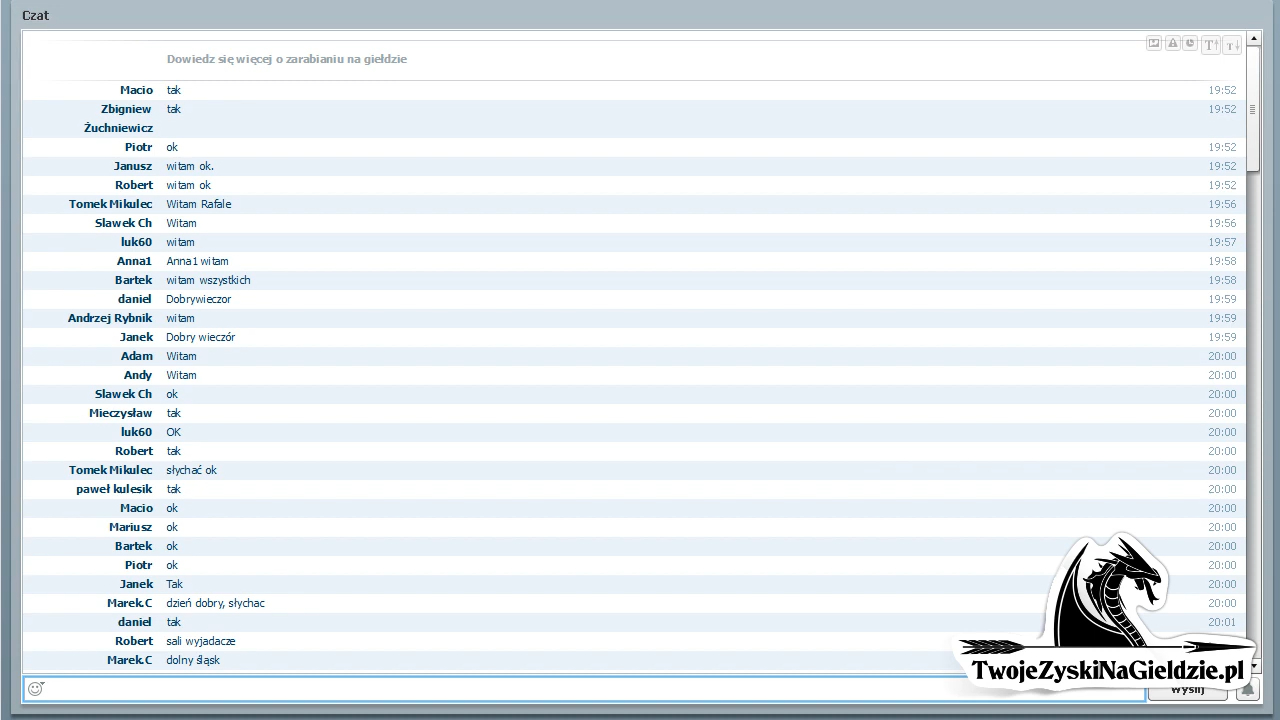 Czat
Dowiedz się więcej o zarabianiu na giełdzie
Macio tak 19:52
Zbigniew tak 19:52
Żuchniewicz
Piotr ok 19:52
Janusz witam ok. 19:52
Robert witam ok 19:52
Tomek Mikulec Witam Rafale 19:56
Slawek Ch Witam 19:56
luk60 witam 19:57
Anna1 Anna1 witam 19:58
Bartek witam wszystkich 19:58
daniel Dobrywieczor 19:59
Andrzej Rybnik witam 19:59
Janek Dobry wieczór 19:59
Adam Witam 20:00
Andy Witam 20:00
Slawek Ch ok 20:00
Mieczysław tak 20:00
luk60 OK 20:00
Robert tak 20:00
Tomek Mikulec słychać ok 20:00
paweł kulesik tak 20:00
Macio ok 20:00
Mariusz ok 20:00
Bartek ok 20:00
Piotr ok 20:00
Janek Tak 20:00
Marek.C dzień dobry, słychac 20:00
daniel tak 20:01
Robert sali wyjadacze
Marek.C dolny śląsk
TwojeZyskiNaGieldzie.pl
Wyślij